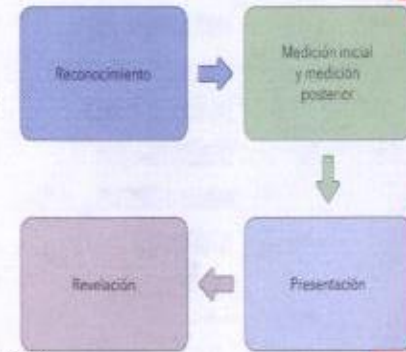 Reconocimiento
Medición inicial
y medición
posterior
Presentación
Revelación